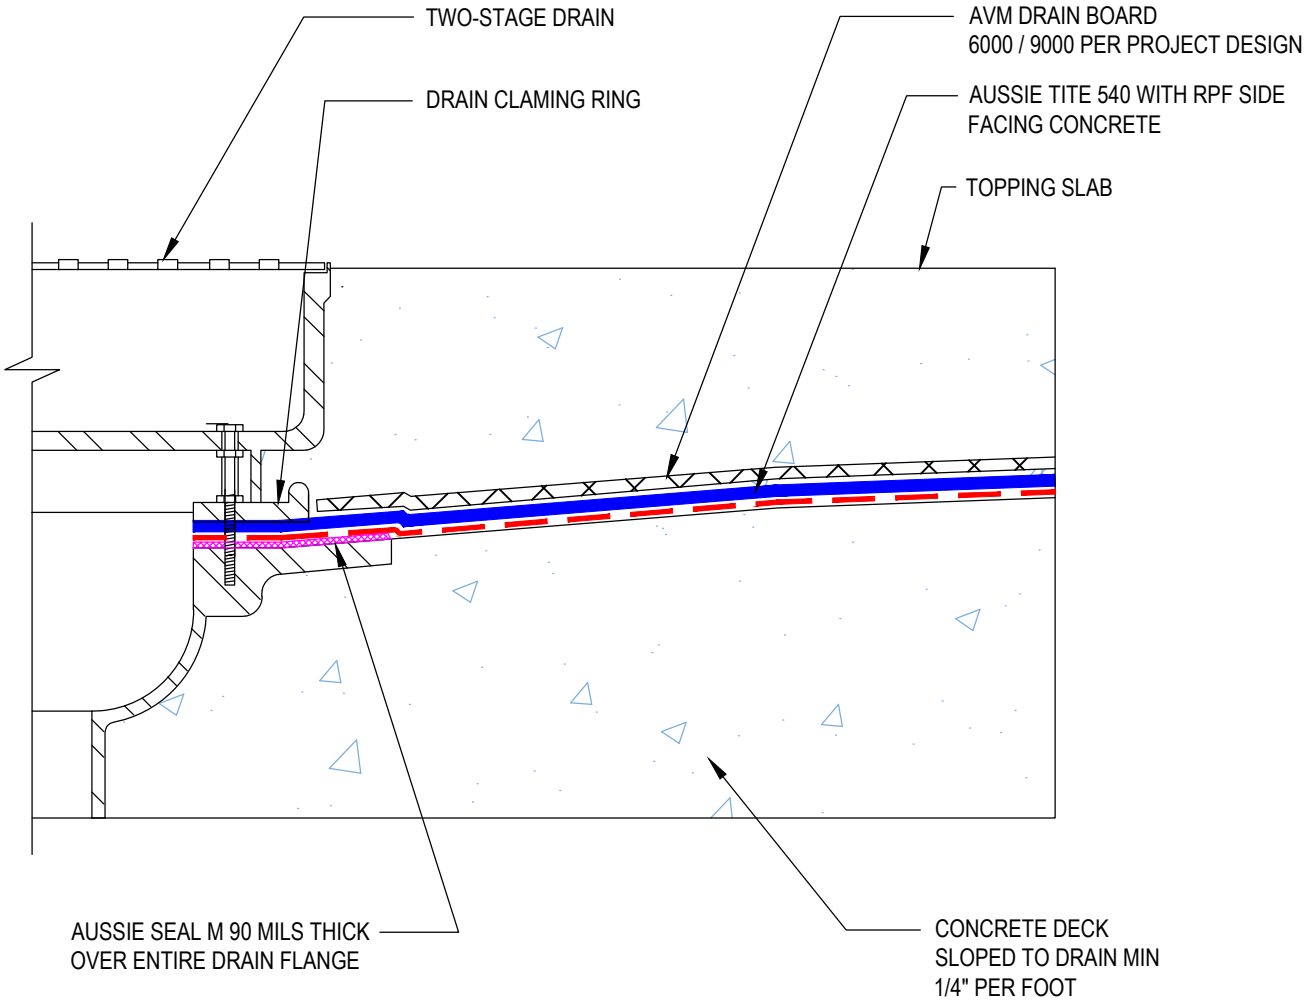 TWO-STAGE DRAIN
DRAIN CLAMING RING
AVM DRAIN BOARD
6000 / 9000 PER PROJECT DESIGN
AUSSIE TITE 540 WITH RPF SIDE
FACING CONCRETE
TOPPING SLAB
AUSSIE SEAL M 90 MILS THICK
OVER ENTIRE DRAIN FLANGE
CONCRETE DECK
SLOPED TO DRAIN MIN
1/4" PER FOOT